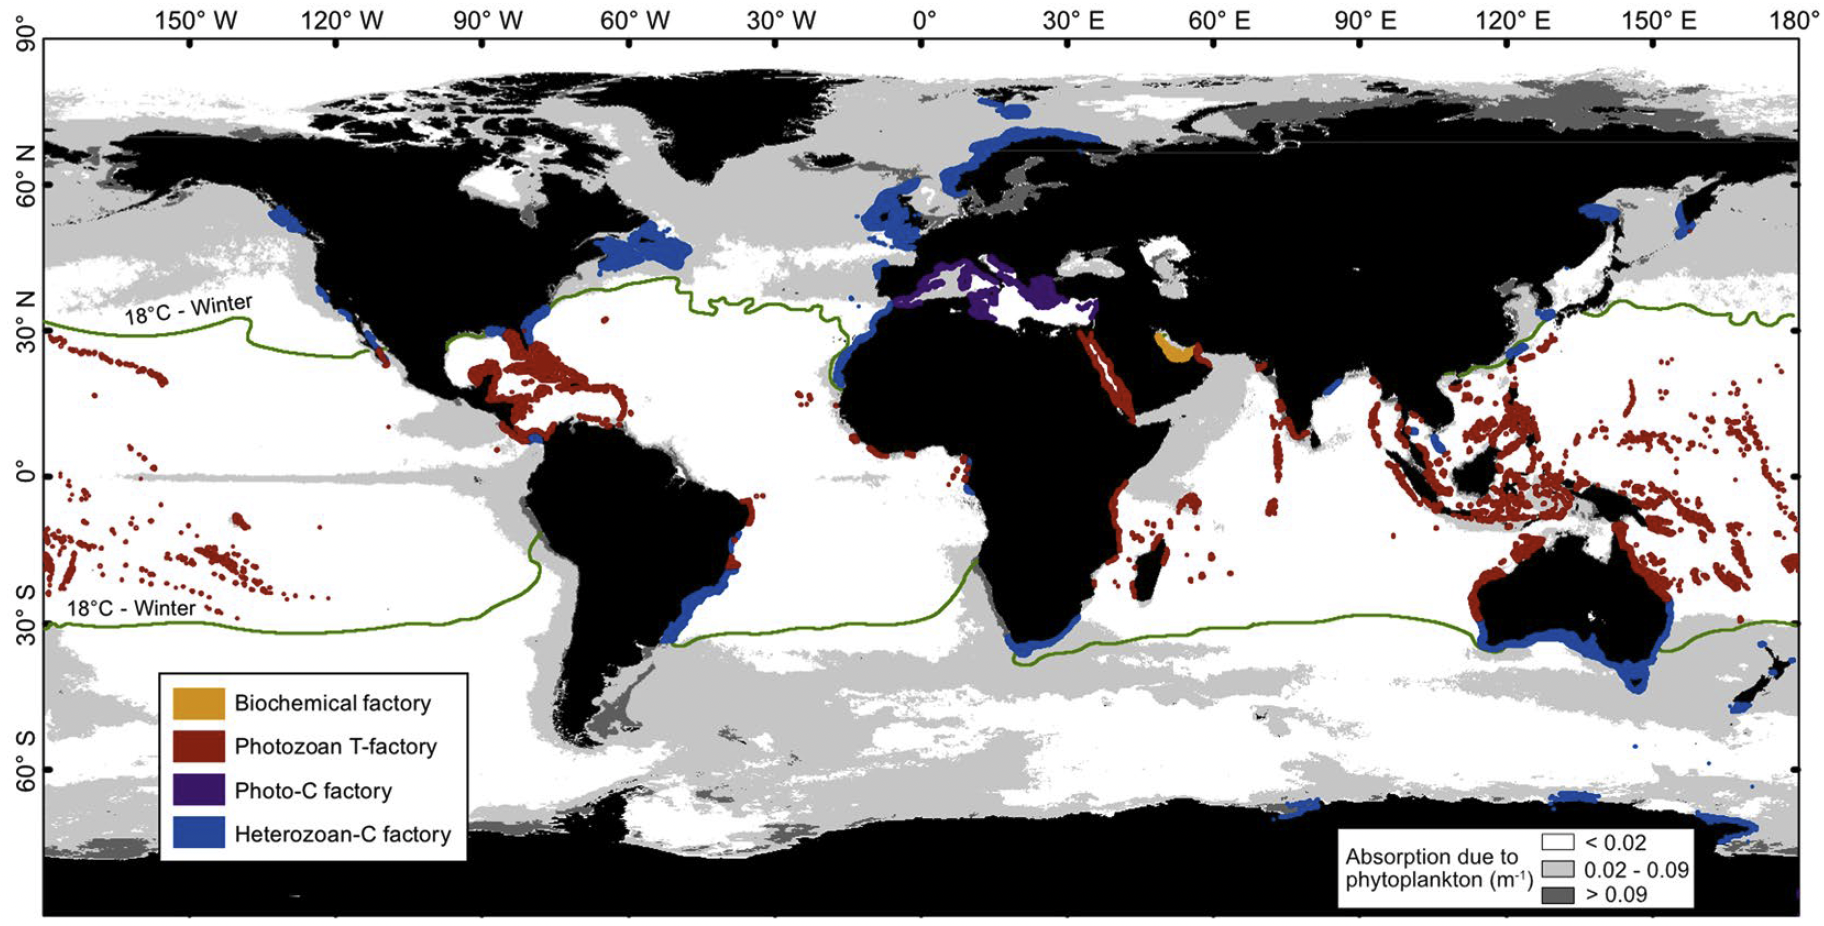 150° W 120° W 90° W 60° W 30° W 0° 30° E 60° E 90° E 120° E 150° E 180°
90°
60° N
30° N
0°
30° S
60° S
18°C - Winter
18°C - Winter
?
Biochemical factory
Photozoan T-factory
Photo-C factory
Heterozoan-C factory
Absorption due to
phytoplankton (m⁻¹)
< 0.02
0.02 - 0.09
> 0.09